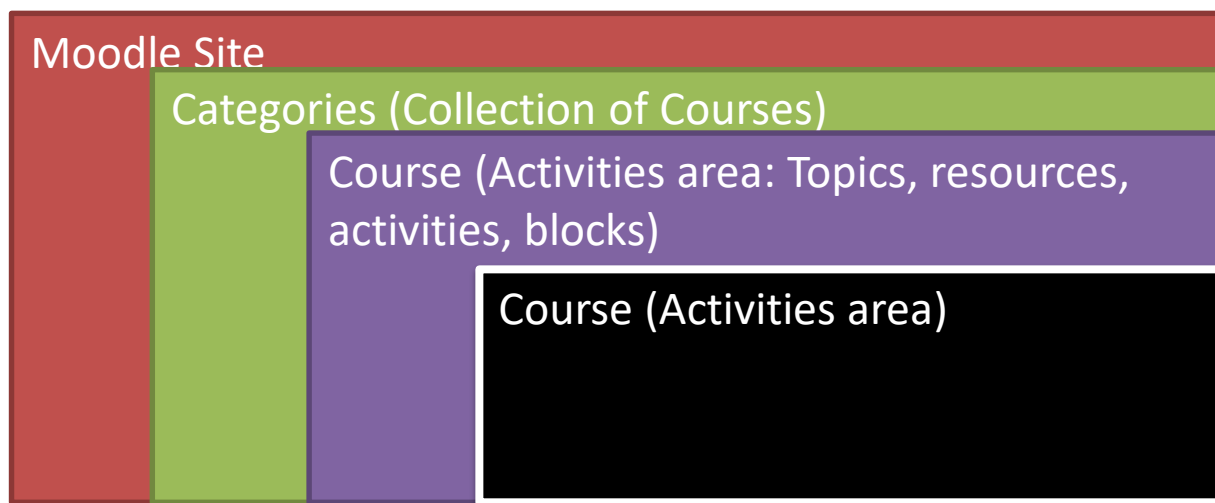 Moodle Site
Categories (Collection of Courses)
Course (Activities area: Topics, resources,
activities, blocks)
Course (Activities area)